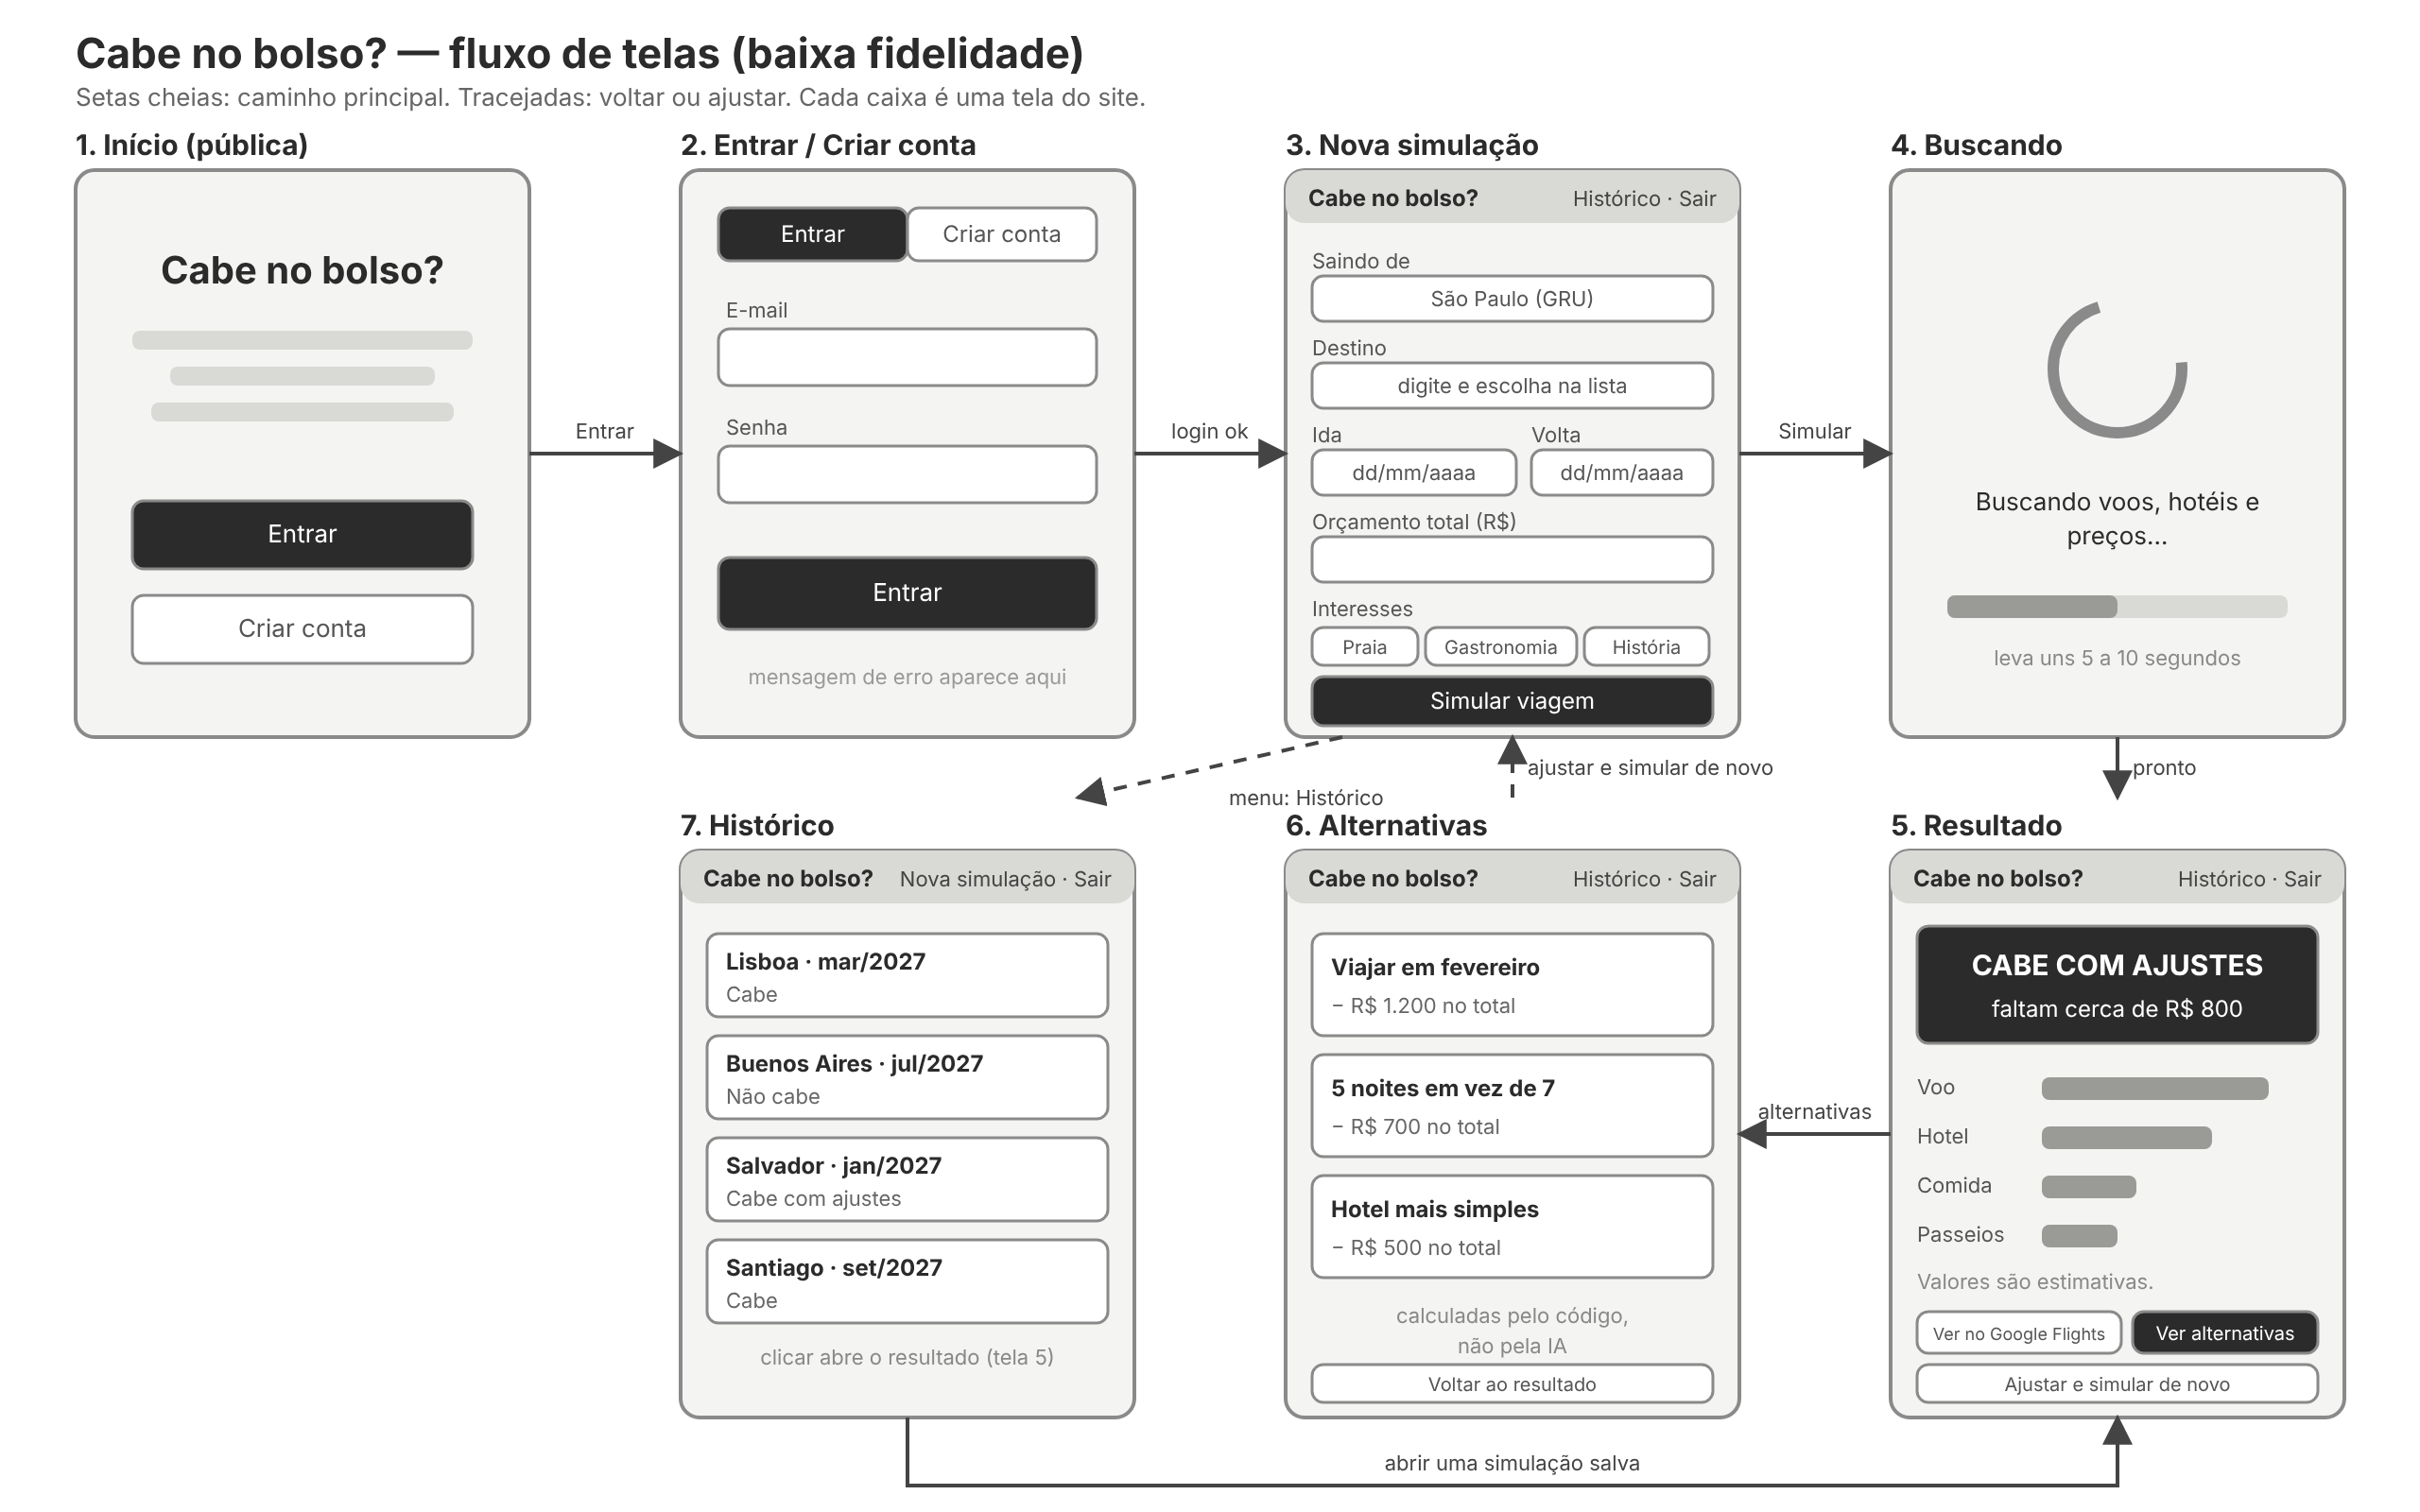 Cabe no bolso? — fluxo de telas (baixa fidelidade)
Setas cheias: caminho principal. Tracejadas: voltar ou ajustar. Cada caixa é uma tela do site.
1. Início (pública)
Cabe no bolso?
Entrar
Criar conta
Entrar
2. Entrar / Criar conta
Entrar
Criar conta
E-mail
Senha
Entrar
mensagem de erro aparece aqui
login ok
3. Nova simulação
Cabe no bolso?
Histórico · Sair
Saindo de
São Paulo (GRU)
Destino
digite e escolha na lista
Ida
Volta
dd/mm/aaaa
dd/mm/aaaa
Orçamento total (R$)
Interesses
Praia
Gastronomia
História
Simular viagem
Simular
4. Buscando
Buscando voos, hotéis e
preços...
leva uns 5 a 10 segundos
menu: Histórico
ajustar e simular de novo
pronto
7. Histórico
Cabe no bolso?
Nova simulação · Sair
Lisboa · mar/2027
Cabe
Buenos Aires · jul/2027
Não cabe
Salvador · jan/2027
Cabe com ajustes
Santiago · set/2027
Cabe
clicar abre o resultado (tela 5)
6. Alternativas
Cabe no bolso?
Histórico · Sair
Viajar em fevereiro
− R$ 1.200 no total
5 noites em vez de 7
− R$ 700 no total
Hotel mais simples
− R$ 500 no total
calculadas pelo código,
não pela IA
Voltar ao resultado
alternativas
5. Resultado
Cabe no bolso?
Histórico · Sair
CABE COM AJUSTES
faltam cerca de R$ 800
Voo
Hotel
Comida
Passeios
Valores são estimativas.
Ver no Google Flights
Ver alternativas
Ajustar e simular de novo
abrir uma simulação salva